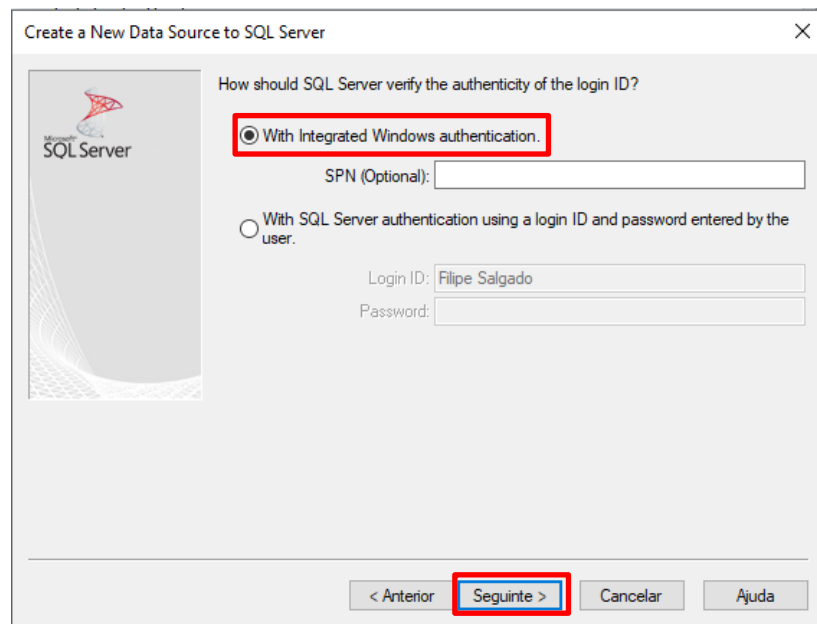 Create a New Data Source to SQL Server
How should SQL Server verify the authenticity of the login ID?
Microsoft
SQL Server
With Integrated Windows authentication.
SPN (Optional):
With SQL Server authentication using a login ID and password entered by the
user.
Login ID: Filipe Salgado
Password:
< Anterior Seguinte > Cancelar Ajuda